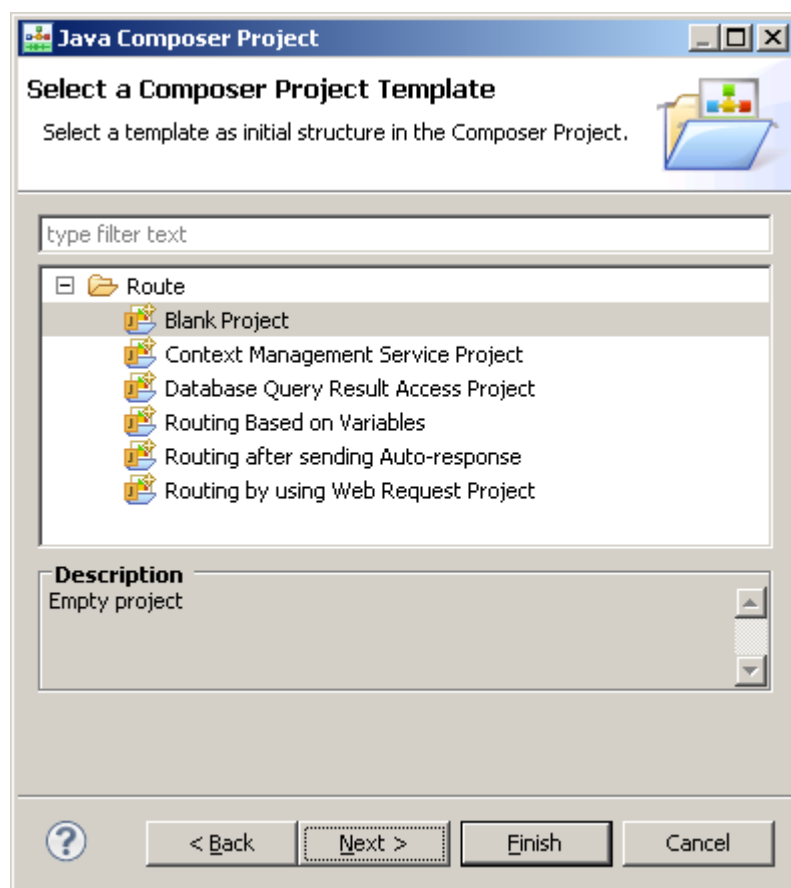 Java Composer Project
Select a Composer Project Template
Select a template as initial structure in the Composer Project.
type filter text
Route
Blank Project
Context Management Service Project
Database Query Result Access Project
Routing Based on Variables
Routing after sending Auto-response
Routing by using Web Request Project
Description
Empty project
? < Back Next > Finish Cancel